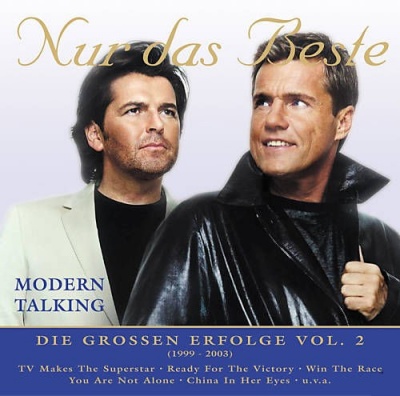 Nur das Beste
MODERN
TALKING
DIE GROSSEN ERFOLGE VOL. 2
(1999 - 2003)
TV Makes The Superstar · Ready For The Victory · Win The Race
You Are Not Alone · China In Her Eyes · u.v.a.